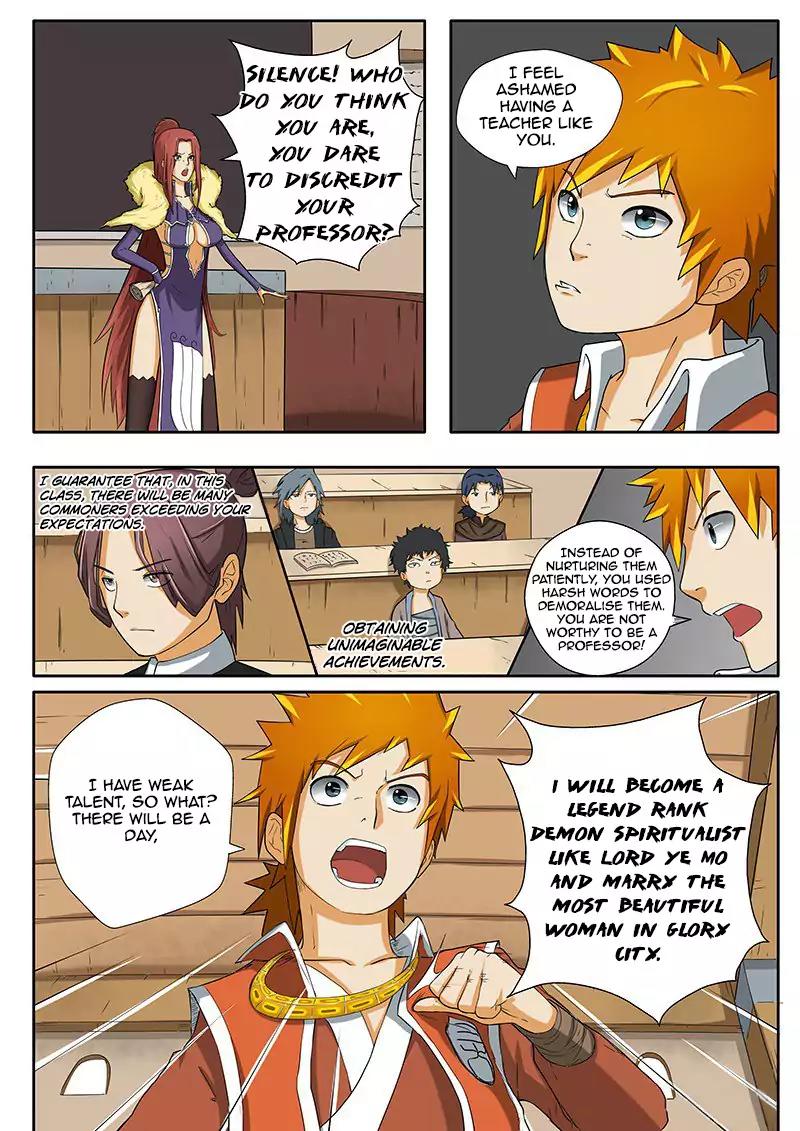 SILENCE! WHO
DO YOU THINK
YOU ARE,
YOU DARE
TO DISCREDIT
YOUR
PROFESSOR?
I FEEL
ASHAMED
HAVING A
TEACHER LIKE
YOU.
I GUARANTEE THAT, IN THIS
CLASS, THERE WILL BE MANY
COMMONERS EXCEEDING YOUR
EXPECTATIONS.
OBTAINING
UNIMAGINABLE
ACHIEVEMENTS.
INSTEAD OF
NURTURING THEM
PATIENTLY, YOU USED
HARSH WORDS TO
DEMORALISE THEM.
YOU ARE NOT
WORTHY TO BE A
PROFESSOR!
I HAVE WEAK
TALENT, SO WHAT?
THERE WILL BE A
DAY,
I WILL BECOME A
LEGEND RANK
DEMON SPIRITUALIST
LIKE LORD YE MO
AND MARRY THE
MOST BEAUTIFUL
WOMAN IN GLORY
CITY.